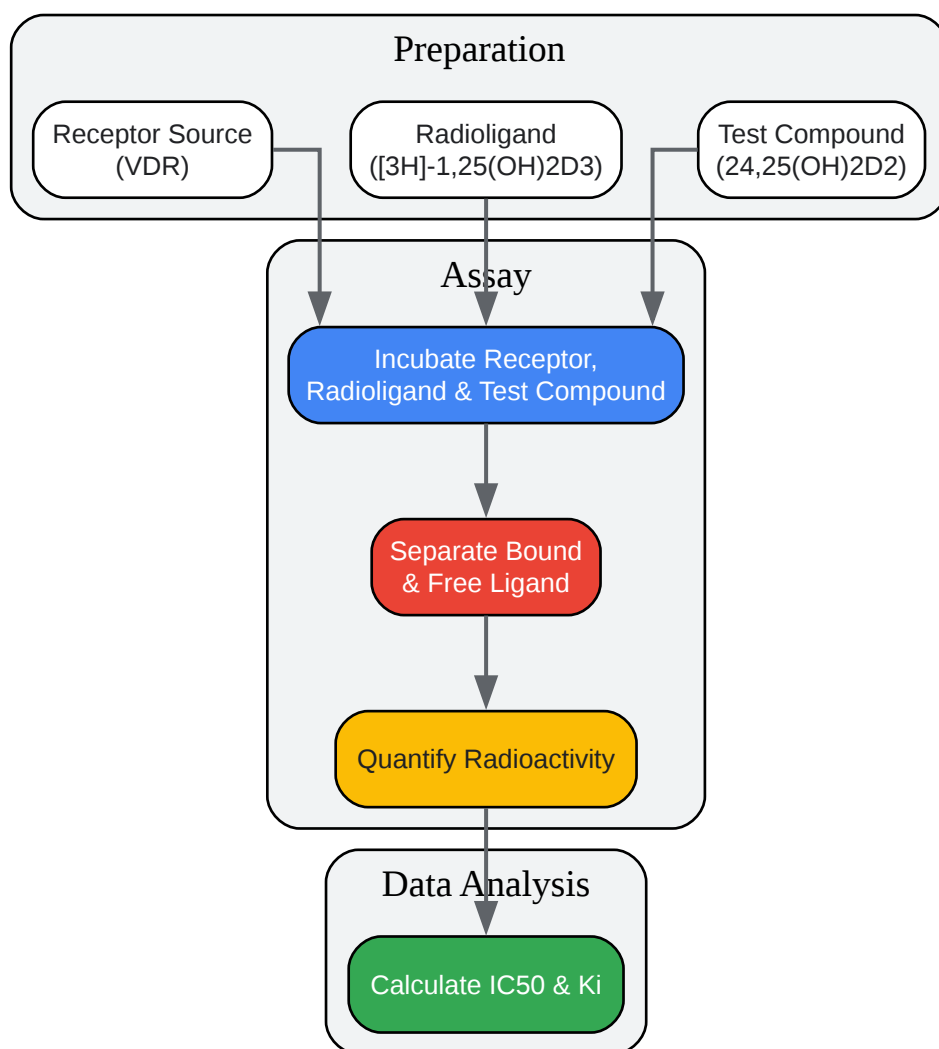 Preparation
Receptor Source
(VDR)
Radioligand
([3H]-1,25(OH)2D3)
Test Compound
(24,25(OH)2D2)
Assay
Incubate Receptor,
Radioligand & Test Compound
Separate Bound
& Free Ligand
Quantify Radioactivity
Data Analysis
Calculate IC50 & Ki